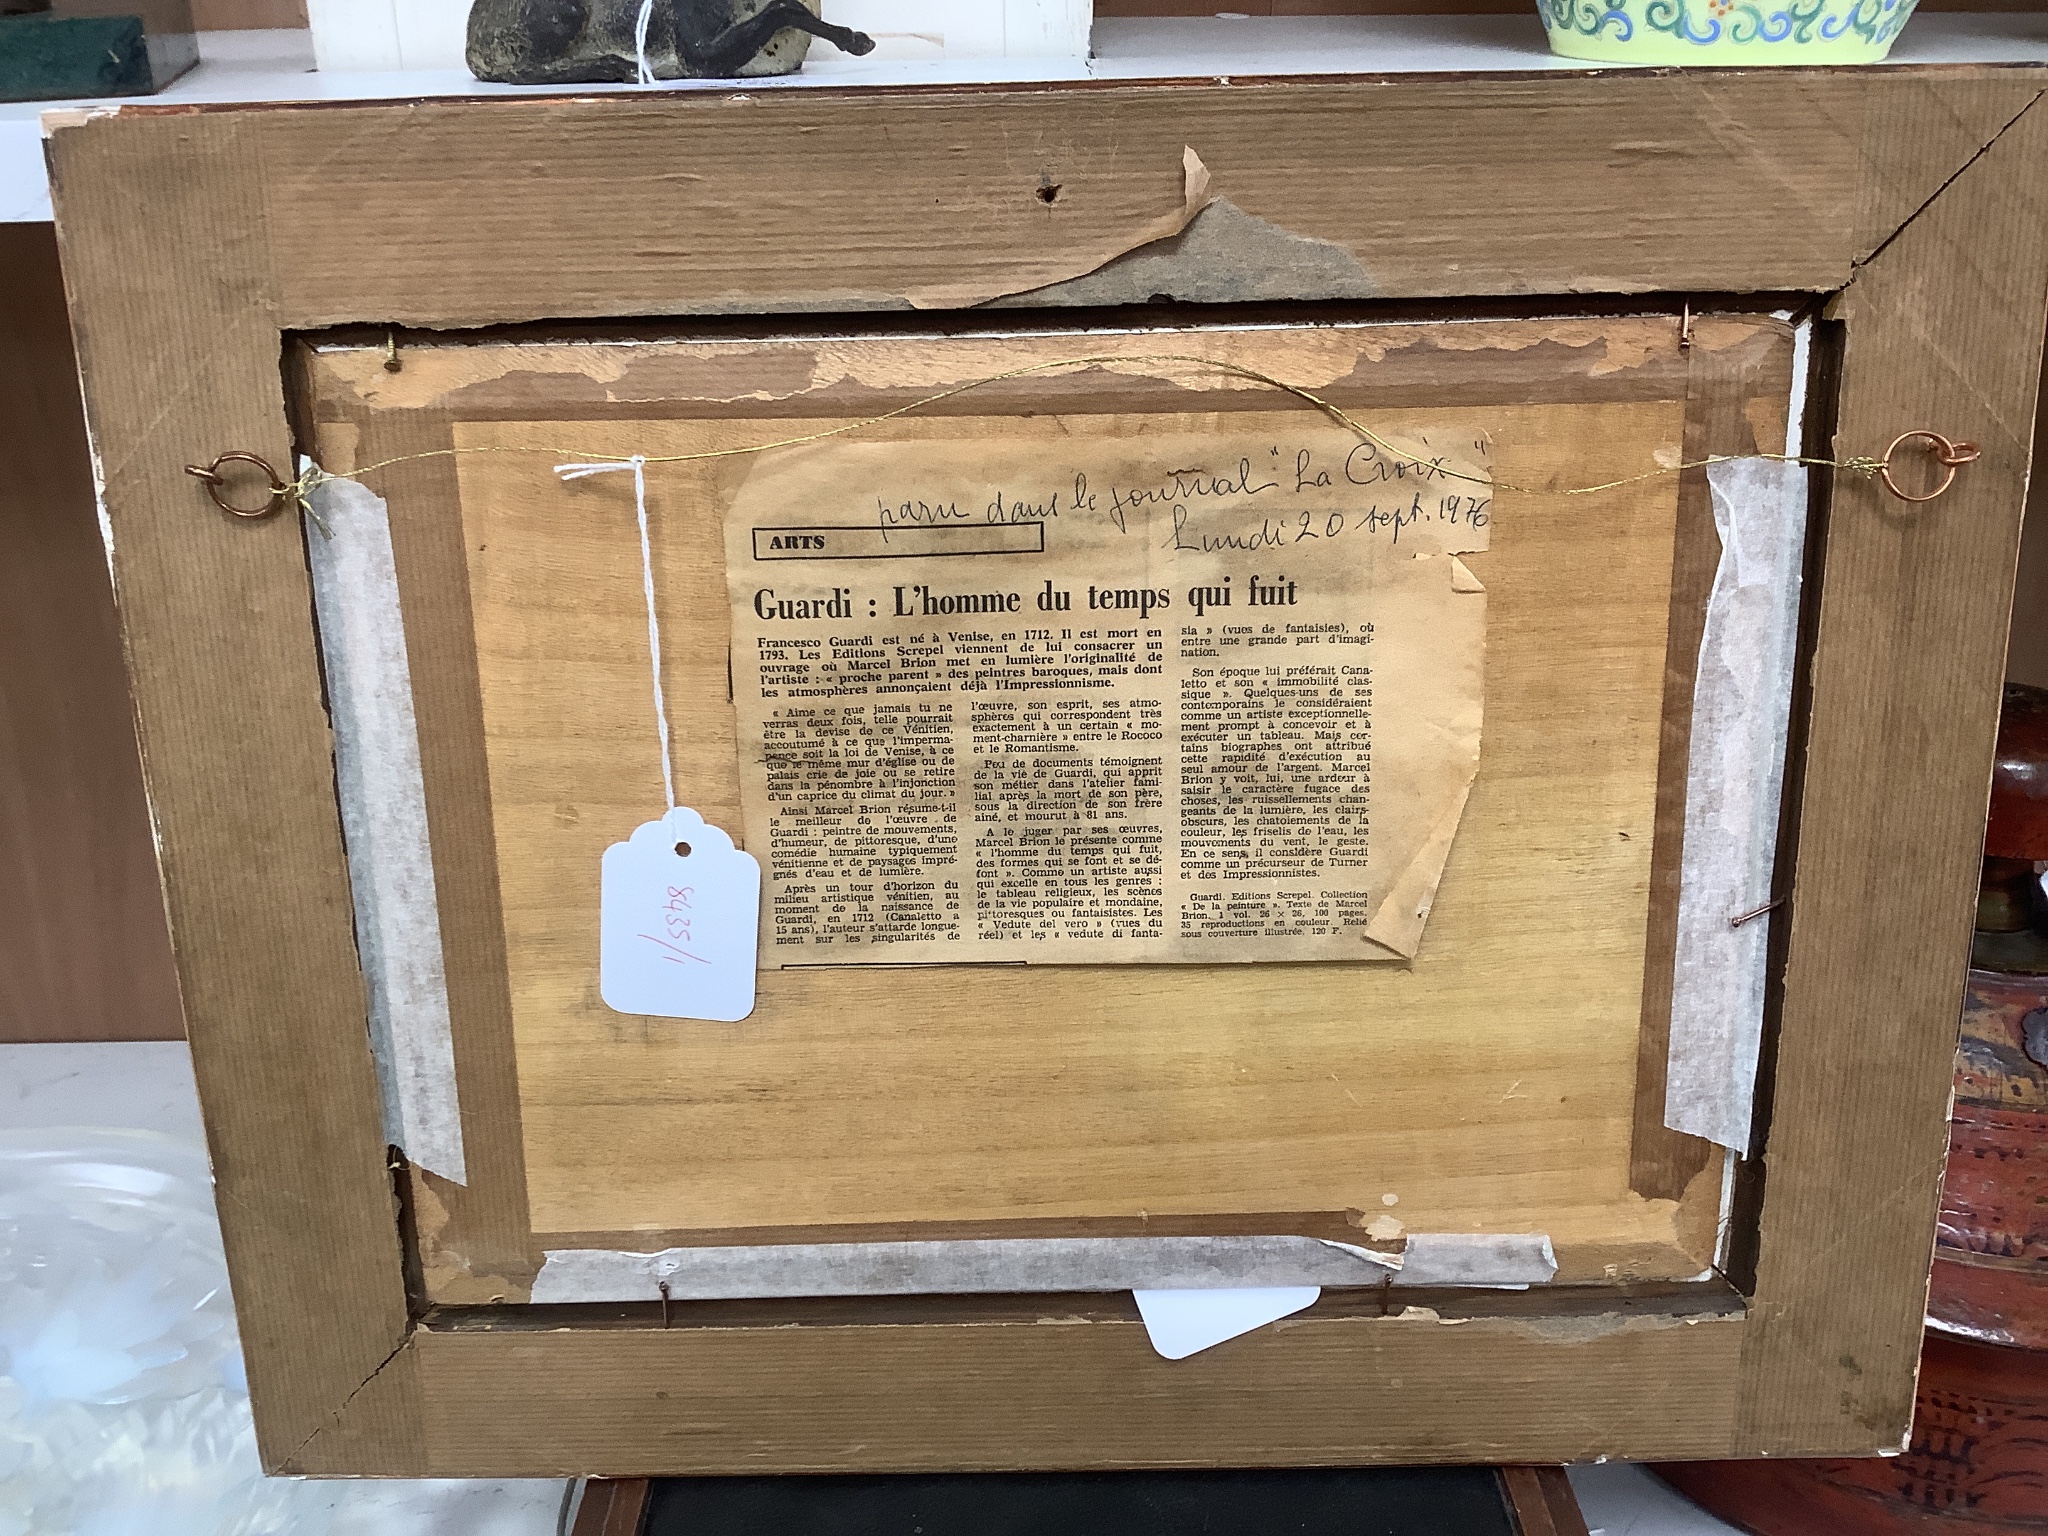 paru dans le journal "La Croix"
Lundi 20 sept. 1976
ARTS
Guardi : L'homme du temps qui fuit
Francesco Guardi est né à Venise, en 1712. Il est mort en
1793. Les Editions Screpel viennent de lui consacrer un
ouvrage où Marcel Brion met en lumière l'originalité de
l'artiste : « proche parent » des peintres baroques, mais dont
les atmosphères annonçaient déjà l'Impressionnisme.
« Aime ce que jamais tu ne
verras deux fois, telle pourrait
être la devise de ce Vénitien,
accoutumé à ce que l'imperma-
nence soit la loi de Venise, à ce
que le même mur d'église ou de
palais crie de joie ou se retire
dans la pénombre à l'injonction
d'un caprice du climat du jour. »
Ainsi Marcel Brion résume-t-il
le meilleur de l'œuvre de
Guardi : peintre de mouvements,
d'humeur, de pittoresque, d'une
comédie humaine typiquement
vénitienne et de paysages impré-
gnés d'eau et de lumière.
Après un tour d'horizon du
milieu artistique vénitien, au
moment de la naissance de
Guardi, en 1712 (Canaletto a
15 ans), l'auteur s'attarde longue-
ment sur les singularités de
l'œuvre, son esprit, ses atmo-
sphères qui correspondent très
exactement à un certain « mo-
ment-charnière » entre le Rococo
et le Romantisme.
Peu de documents témoignent
de la vie de Guardi, qui apprit
son métier dans l'atelier fami-
lial après la mort de son père,
sous la direction de son frère
aîné, et mourut à 81 ans.
A le juger par ses œuvres,
Marcel Brion le présente comme
« l'homme du temps qui fuit,
des formes qui se font et se dé-
font ». Comme un artiste aussi
qui excelle en tous les genres :
le tableau religieux, les scènes
de la vie populaire et mondaine,
pittoresques ou fantaisistes. Les
« Vedute del vero » (vues du
réel) et les « vedute di fanta-
sia » (vues de fantaisies), où
entre une grande part d'imagi-
nation.
Son époque lui préférait Cana-
letto et son « immobilité clas-
sique ». Quelques-uns de ses
contemporains le considéraient
comme un artiste exceptionnelle-
ment prompt à concevoir et à
exécuter un tableau. Mais cer-
tains biographes ont attribué
cette rapidité d'exécution au
seul amour de l'argent. Marcel
Brion y voit, lui, une ardeur à
saisir le caractère fugace des
choses, les ruissellements chan-
geants de la lumière, les clairs-
obscurs, les chatoiements de la
couleur, les friselis de l'eau, les
mouvements du vent, le geste.
En ce sens, il considère Guardi
comme un précurseur de Turner
et des Impressionnistes.
Guardi. Editions Screpel. Collection
« De la peinture ». Texte de Marcel
Brion. 1 vol. 26 × 26, 100 pages.
35 reproductions en couleur. Relié
sous couverture illustrée. 120 F.
8435
1/1